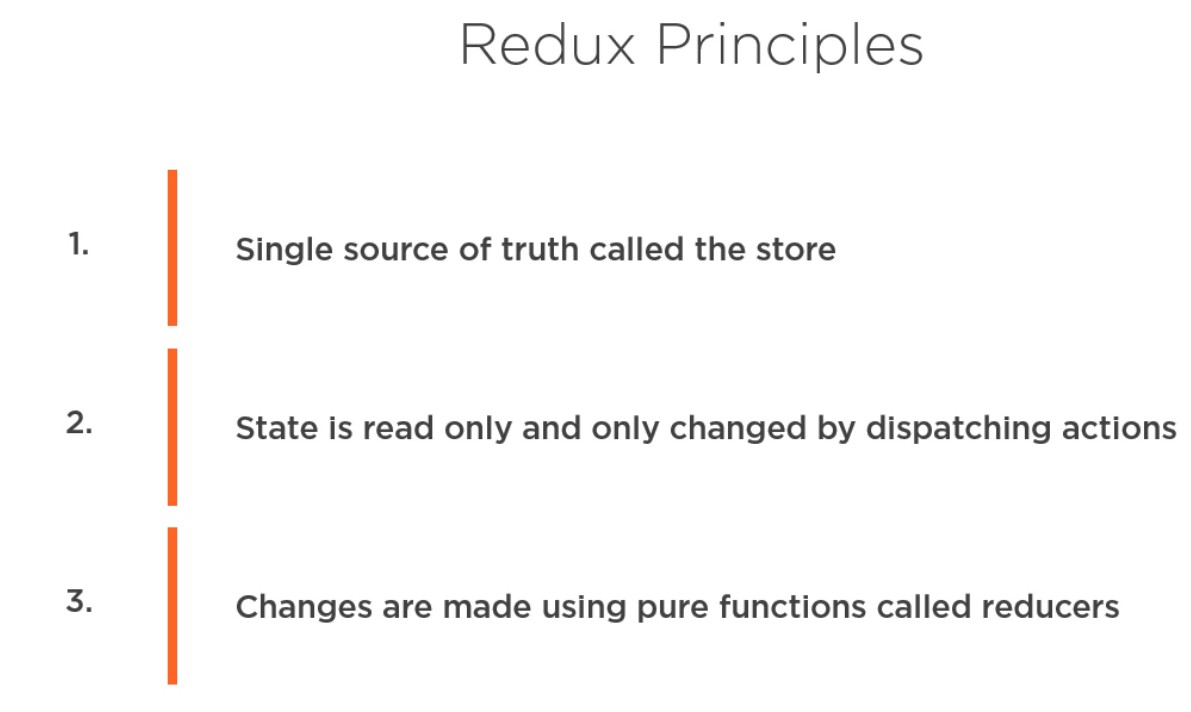 Redux Principles
1.
Single source of truth called the store
2.
State is read only and only changed by dispatching actions
3.
Changes are made using pure functions called reducers